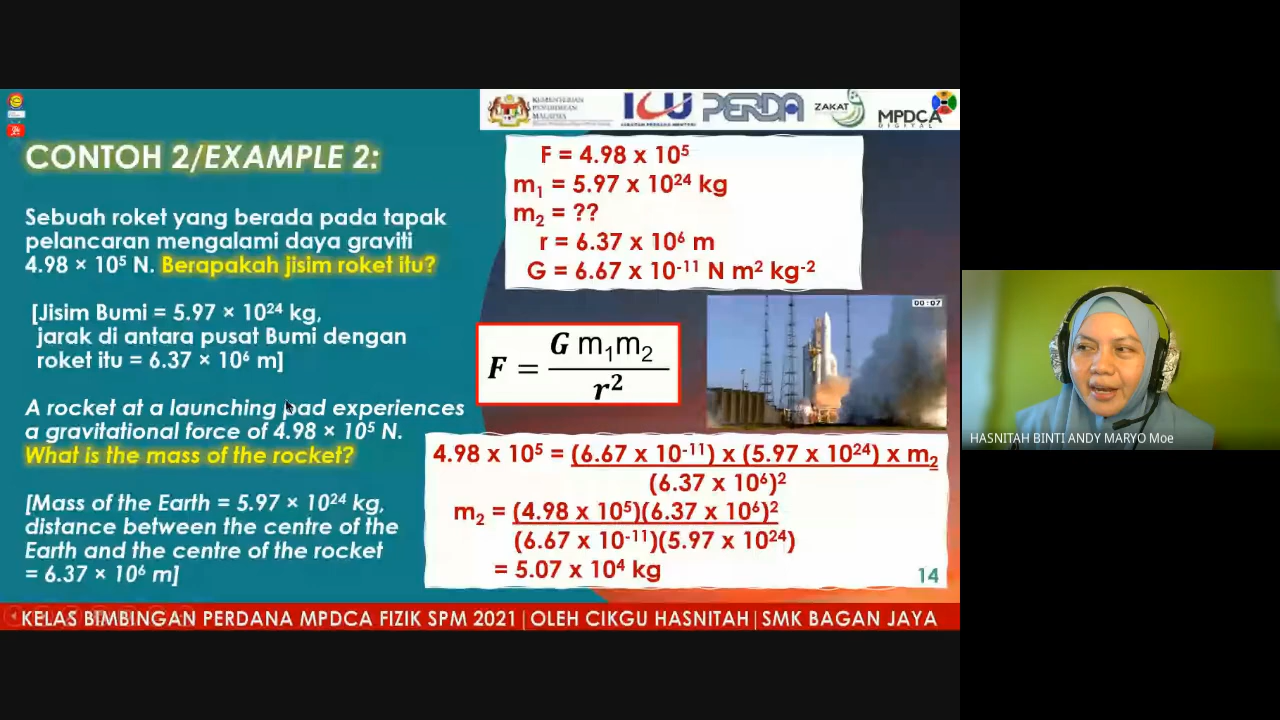 KEMENTERIAN
PENDIDIKAN
MALAYSIA
ICU
JABATAN PERDANA MENTERI
PERDA
ZAKAT
MPDCA
DIGITAL
CONTOH 2/EXAMPLE 2:
Sebuah roket yang berada pada tapak
pelancaran mengalami daya graviti
4.98 × 10⁵ N. Berapakah jisim roket itu?
[Jisim Bumi = 5.97 × 10²⁴ kg,
jarak di antara pusat Bumi dengan
roket itu = 6.37 × 10⁶ m]
A rocket at a launching pad experiences
a gravitational force of 4.98 × 10⁵ N.
What is the mass of the rocket?
[Mass of the Earth = 5.97 × 10²⁴ kg,
distance between the centre of the
Earth and the centre of the rocket
= 6.37 × 10⁶ m]
F = 4.98 x 10⁵
m₁ = 5.97 x 10²⁴ kg
m₂ = ??
r = 6.37 x 10⁶ m
G = 6.67 x 10⁻¹¹ N m² kg⁻²
00:07
F = G m₁m₂
r²
4.98 x 10⁵ = (6.67 x 10⁻¹¹) x (5.97 x 10²⁴) x m₂
(6.37 x 10⁶)²
m₂ = (4.98 x 10⁵)(6.37 x 10⁶)²
(6.67 x 10⁻¹¹)(5.97 x 10²⁴)
= 5.07 x 10⁴ kg
14
KELAS BIMBINGAN PERDANA MPDCA FIZIK SPM 2021|OLEH CIKGU HASNITAH|SMK BAGAN JAYA
HASNITAH BINTI ANDY MARYO Moe